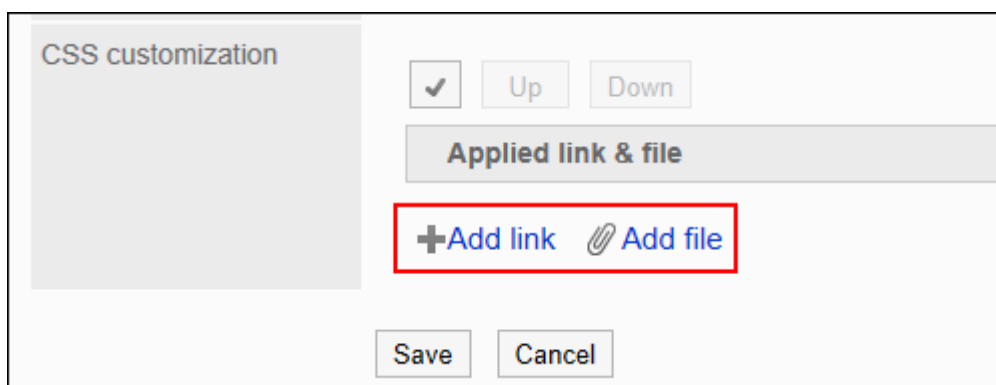 CSS customization
Up Down
Applied link & file
Add link Add file
Save Cancel